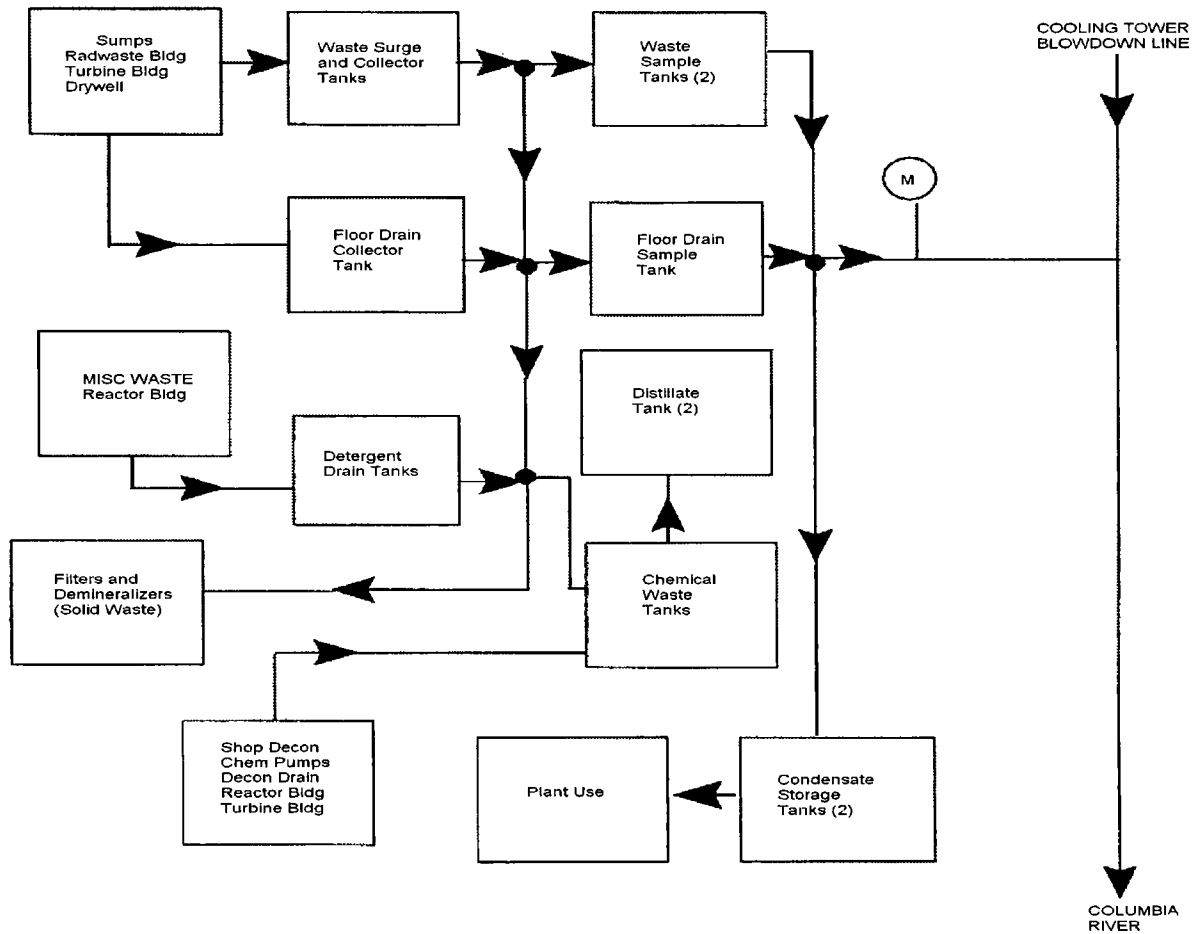 Sumps
Radwaste Bldg
Turbine Bldg
Drywell
Waste Surge
and Collector
Tanks
Waste
Sample
Tanks (2)
COOLING TOWER
BLOWDOWN LINE
M
Floor Drain
Collector
Tank
Floor Drain
Sample
Tank
MISC WASTE
Reactor Bldg
Distillate
Tank (2)
Detergent
Drain Tanks
Filters and
Demineralizers
(Solid Waste)
Chemical
Waste
Tanks
Shop Decon
Chem Pumps
Decon Drain
Reactor Bldg
Turbine Bldg
Plant Use
Condensate
Storage
Tanks (2)
COLUMBIA
RIVER